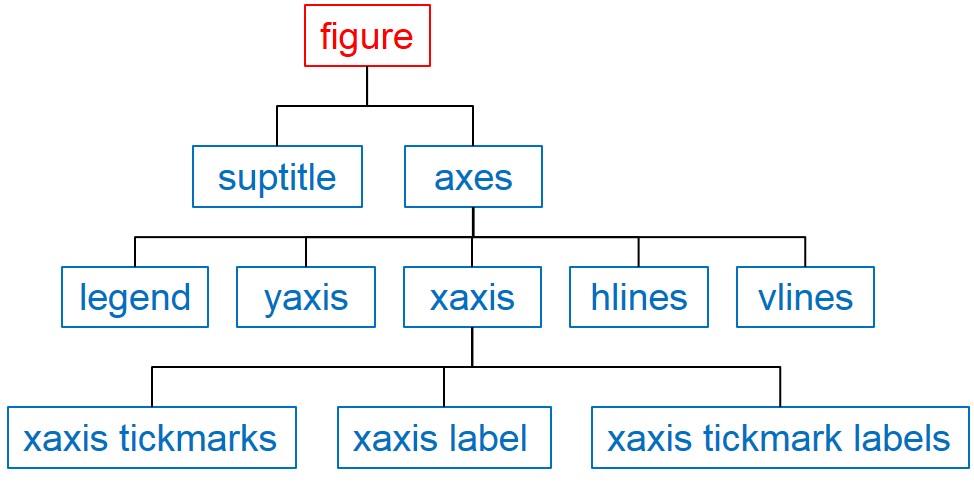 figure
suptitle
axes
legend
yaxis
xaxis
hlines
vlines
xaxis tickmarks
xaxis label
xaxis tickmark labels